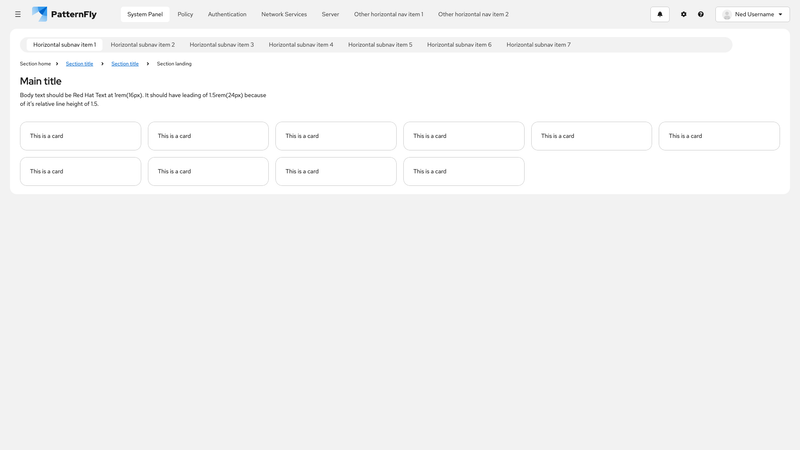 PatternFly
System Panel Policy Authentication Network Services Server Other horizontal nav item 1 Other horizontal nav item 2 Ned Username
Horizontal subnav item 1 Horizontal subnav item 2 Horizontal subnav item 3 Horizontal subnav item 4 Horizontal subnav item 5 Horizontal subnav item 6 Horizontal subnav item 7
Section home Section title Section title Section landing
Main title
Body text should be Red Hat Text at 1rem(16px). It should have leading of 1.5rem(24px) because
of it's relative line height of 1.5.
This is a card This is a card This is a card This is a card This is a card This is a card
This is a card This is a card This is a card This is a card